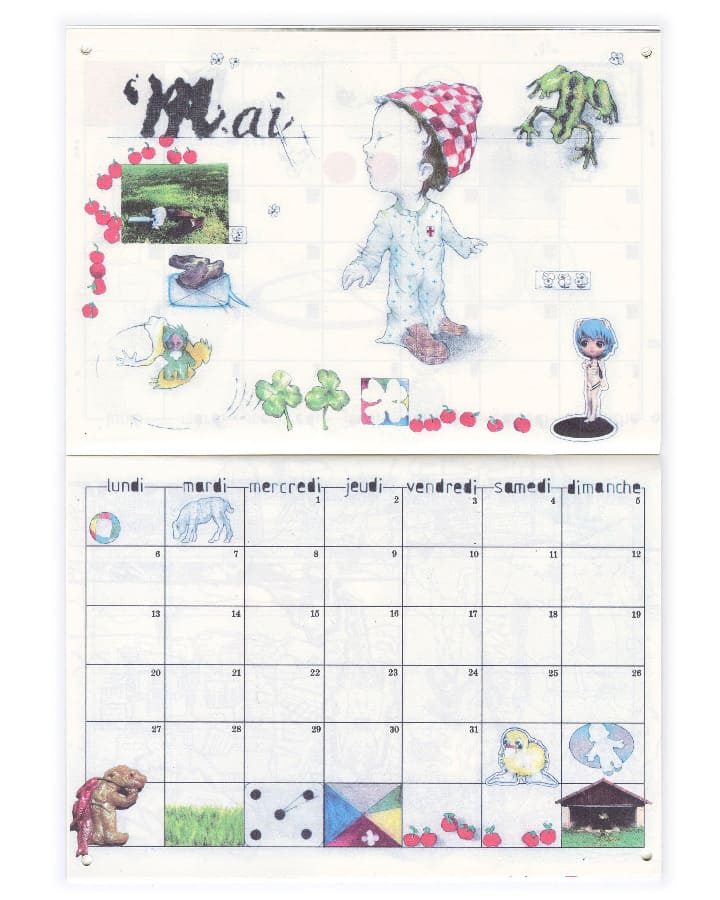 Mai
lundi mardi mercredi jeudi vendredi samedi dimanche
1 2 3 4 5
6 7 8 9 10 11 12
13 14 15 16 17 18 19
20 21 22 23 24 25 26
27 28 29 30 31